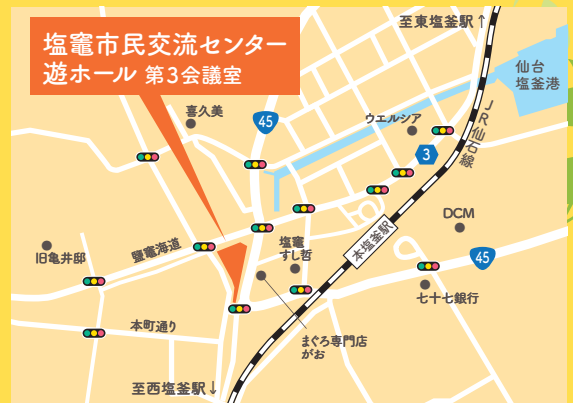 塩竈市民交流センター
遊ホール 第3会議室
至東塩釜駅↑
仙台
塩釜港
喜久美
45
ウエルシア
JR仙石線
3
DCM
本塩釜駅
塩竈
すし哲
鹽竈海道
旧亀井邸
45
七十七銀行
本町通り
まぐろ専門店
がお
至西塩釜駅↓